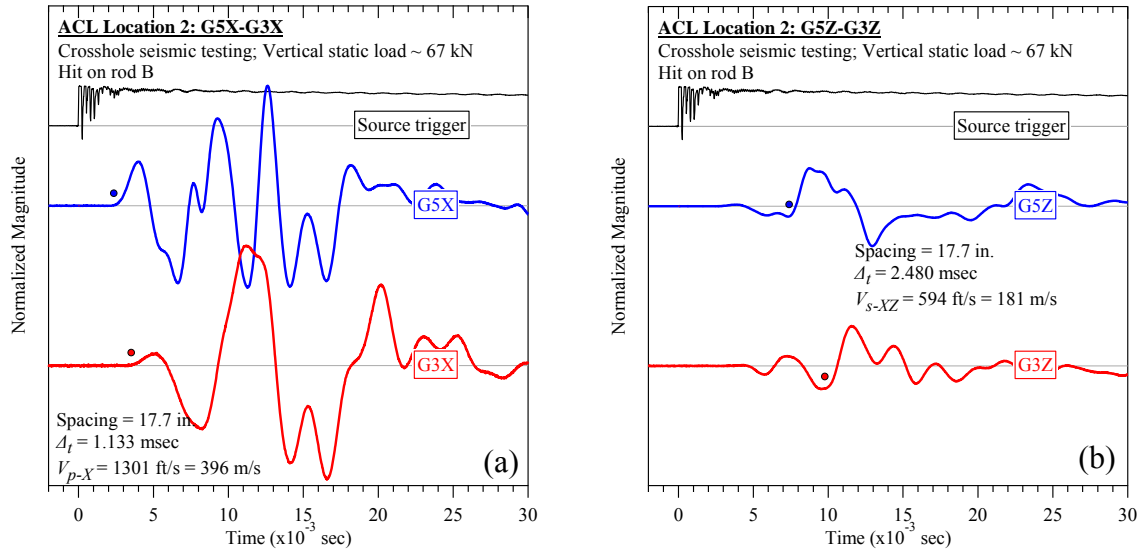 ACL Location 2: G5X-G3X
Crosshole seismic testing; Vertical static load ~ 67 kN
Hit on rod B
Source trigger
G5X
G3X
Spacing = 17.7 in.
Δt = 1.133 msec
Vp-X = 1301 ft/s = 396 m/s
(a)
Normalized Magnitude
0 5 10 15 20 25 30
Time (x10-3 sec)
ACL Location 2: G5Z-G3Z
Crosshole seismic testing; Vertical static load ~ 67 kN
Hit on rod B
Source trigger
G5Z
Spacing = 17.7 in.
Δt = 2.480 msec
Vs-XZ = 594 ft/s = 181 m/s
G3Z
(b)
Normalized Magnitude
0 5 10 15 20 25 30
Time (x10-3 sec)